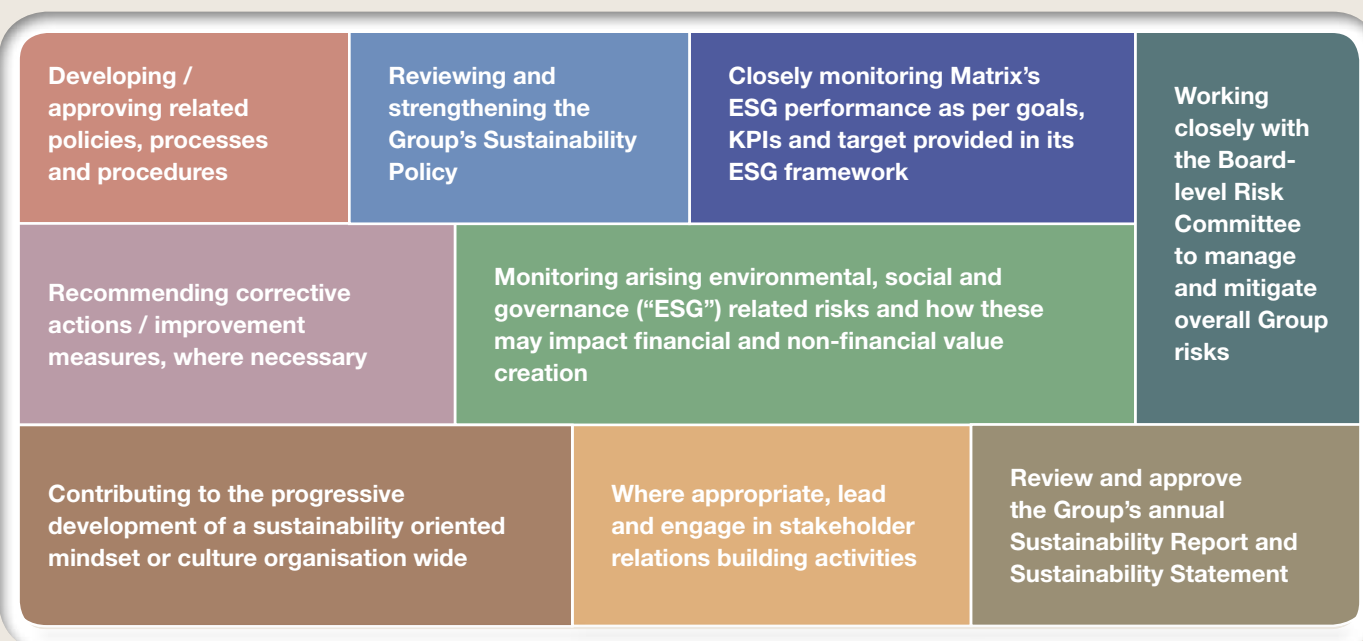 Developing /
approving related
policies, processes
and procedures
Reviewing and
strengthening the
Group’s Sustainability
Policy
Closely monitoring Matrix’s
ESG performance as per goals,
KPIs and target provided in its
ESG framework
Working
closely with
the Board-
level Risk
Committee
to manage
and mitigate
overall Group
risks
Recommending corrective
actions / improvement
measures, where necessary
Monitoring arising environmental, social and
governance (“ESG”) related risks and how these
may impact financial and non-financial value
creation
Contributing to the progressive
development of a sustainability oriented
mindset or culture organisation wide
Where appropriate, lead
and engage in stakeholder
relations building activities
Review and approve
the Group’s annual
Sustainability Report and
Sustainability Statement